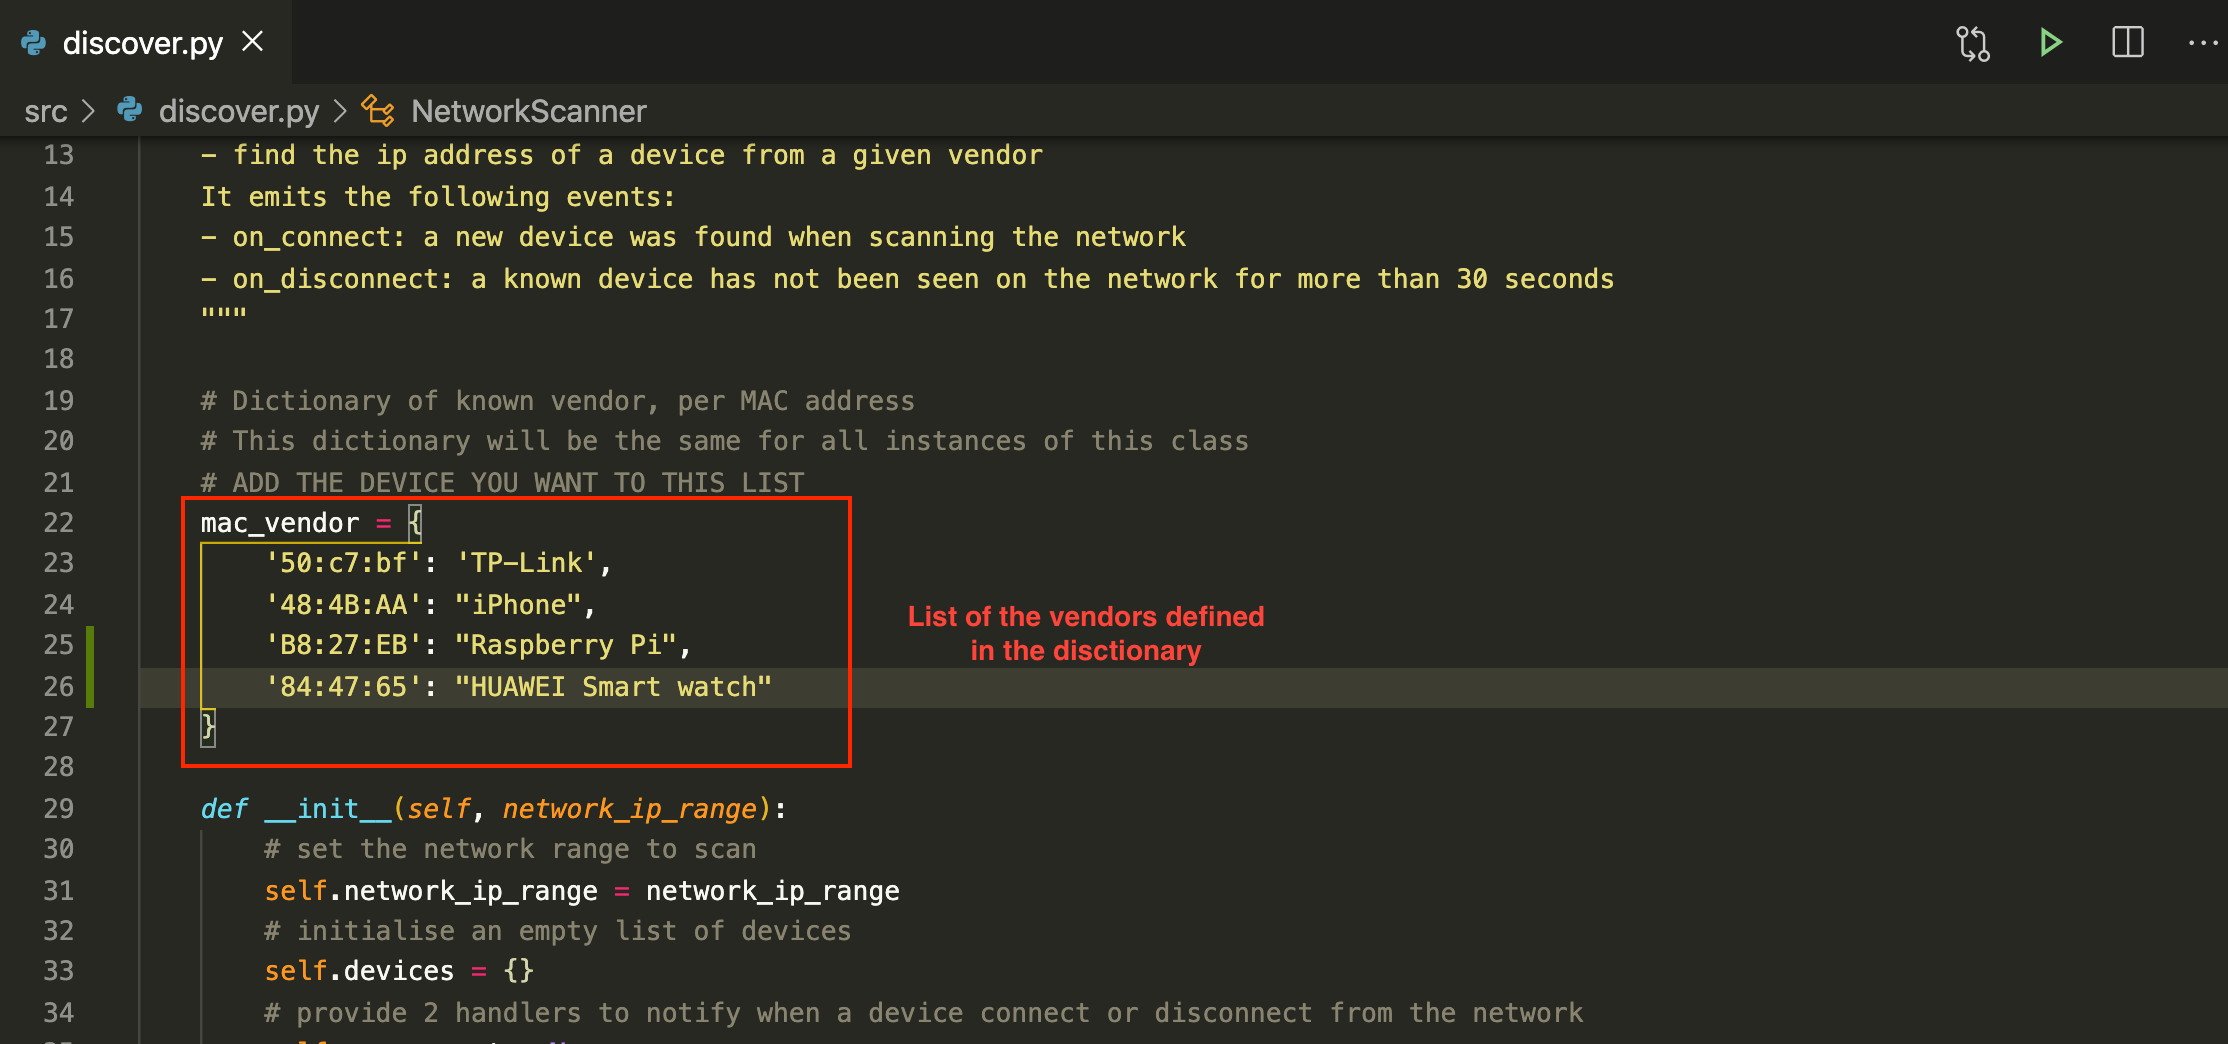 discover.py
src > discover.py > NetworkScanner
13 - find the ip address of a device from a given vendor
14 It emits the following events:
15 - on_connect: a new device was found when scanning the network
16 - on_disconnect: a known device has not been seen on the network for more than 30 seconds
17 """
18
19 # Dictionary of known vendor, per MAC address
20 # This dictionary will be the same for all instances of this class
21 # ADD THE DEVICE YOU WANT TO THIS LIST
22 mac_vendor = {
23 '50:c7:bf': 'TP-Link',
24 '48:4B:AA': "iPhone",
25 'B8:27:EB': "Raspberry Pi",
26 '84:47:65': "HUAWEI Smart watch"
27 }
28
List of the vendors defined
in the disctionary
29 def __init__(self, network_ip_range):
30 # set the network range to scan
31 self.network_ip_range = network_ip_range
32 # initialise an empty list of devices
33 self.devices = {}
34 # provide 2 handlers to notify when a device connect or disconnect from the network